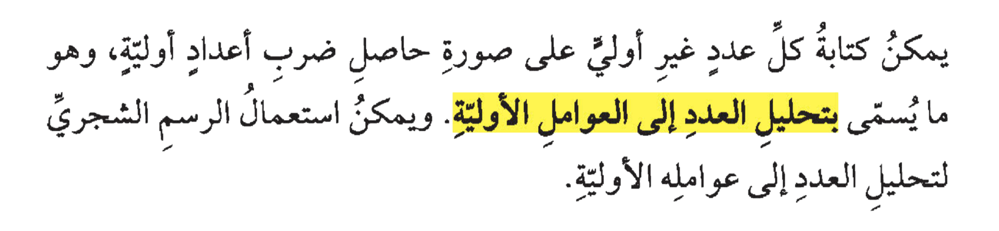 يمكنُ كتابةُ كلِّ عددٍ غيرِ أوليٍّ على صورةِ حاصلِ ضربِ أعدادٍ أوليّةٍ، وهو
ما يُسمّى بتحليلِ العددِ إلى العواملِ الأوليّةِ. ويمكنُ استعمالُ الرسمِ الشجريِّ
لتحليلِ العددِ إلى عواملِه الأوليّةِ.